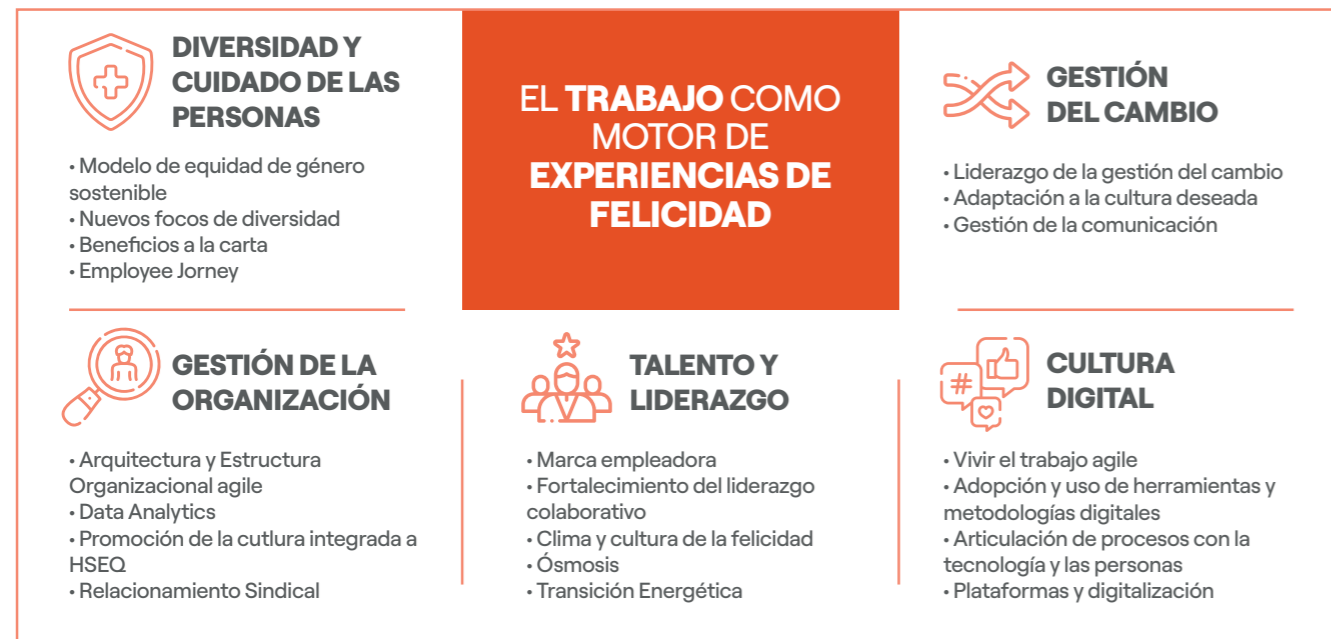 DIVERSIDAD Y
CUIDADO DE LAS
PERSONAS
• Modelo de equidad de género
sostenible
• Nuevos focos de diversidad
• Beneficios a la carta
• Employee Jorney
EL TRABAJO COMO
MOTOR DE
EXPERIENCIAS DE
FELICIDAD
GESTIÓN
DEL CAMBIO
• Liderazgo de la gestión del cambio
• Adaptación a la cultura deseada
• Gestión de la comunicación
GESTIÓN DE LA
ORGANIZACIÓN
• Arquitectura y Estructura
Organizacional agile
• Data Analytics
• Promoción de la cutlura integrada a
HSEQ
• Relacionamiento Sindical
TALENTO Y
LIDERAZGO
• Marca empleadora
• Fortalecimiento del liderazgo
colaborativo
• Clima y cultura de la felicidad
• Ósmosis
• Transición Energética
#
CULTURA
DIGITAL
• Vivir el trabajo agile
• Adopción y uso de herramientas y
metodologías digitales
• Articulación de procesos con la
tecnología y las personas
• Plataformas y digitalización